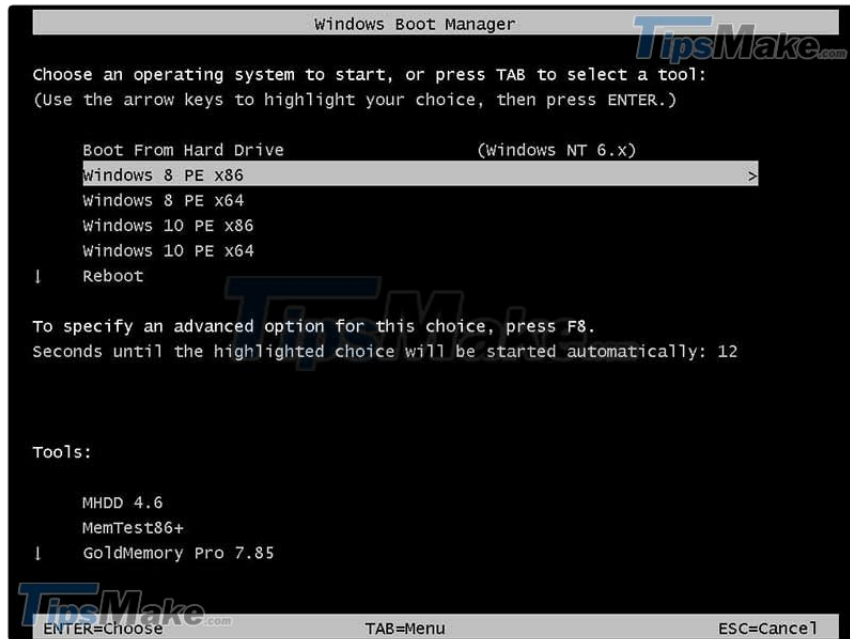 Windows Boot Manager
TipsMake.com
Choose an operating system to start, or press TAB to select a tool:
(Use the arrow keys to highlight your choice, then press ENTER.)
Boot From Hard Drive (Windows NT 6.x)
Windows 8 PE x86 >
Windows 8 PE x64
Windows 10 PE x86
Windows 10 PE x64
↓ Reboot
TipsMake.com
To specify an advanced option for this choice, press F8.
Seconds until the highlighted choice will be started automatically: 12
Tools:
MHDD 4.6
MemTest86+
↓ GoldMemory Pro 7.85
TipsMake.com
ENTER=Choose TAB=Menu ESC=Cancel